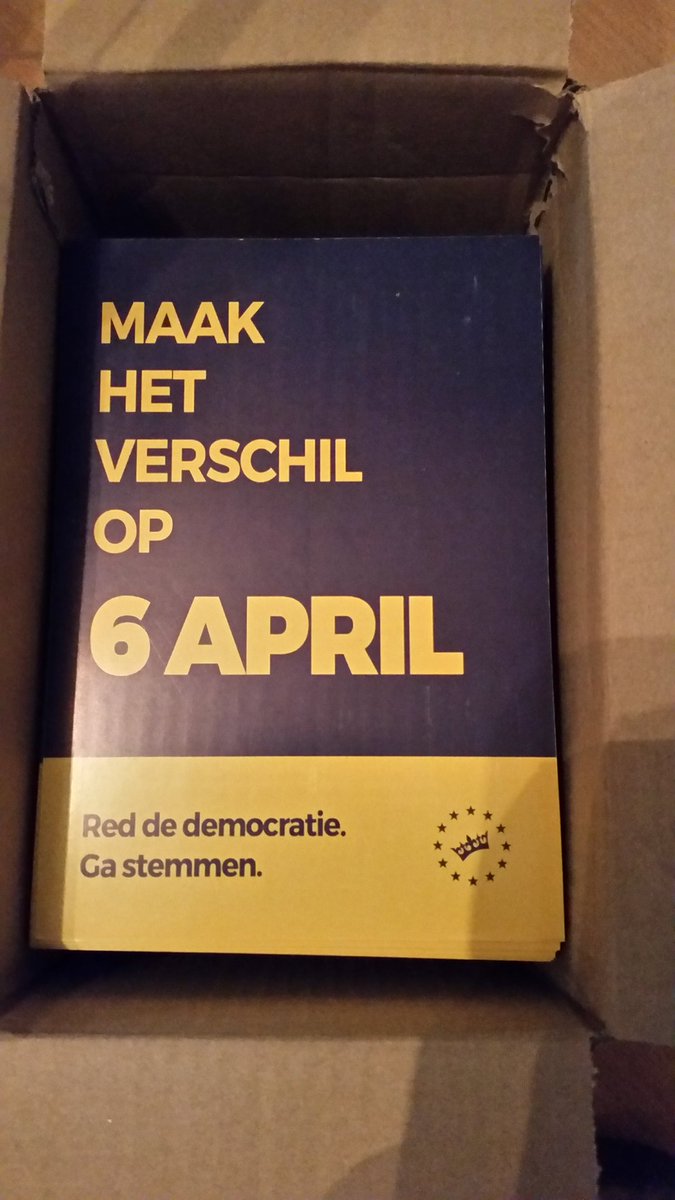 MAAK
HET
VERSCHIL
OP
6 APRIL
Red de democratie.
Ga stemmen.